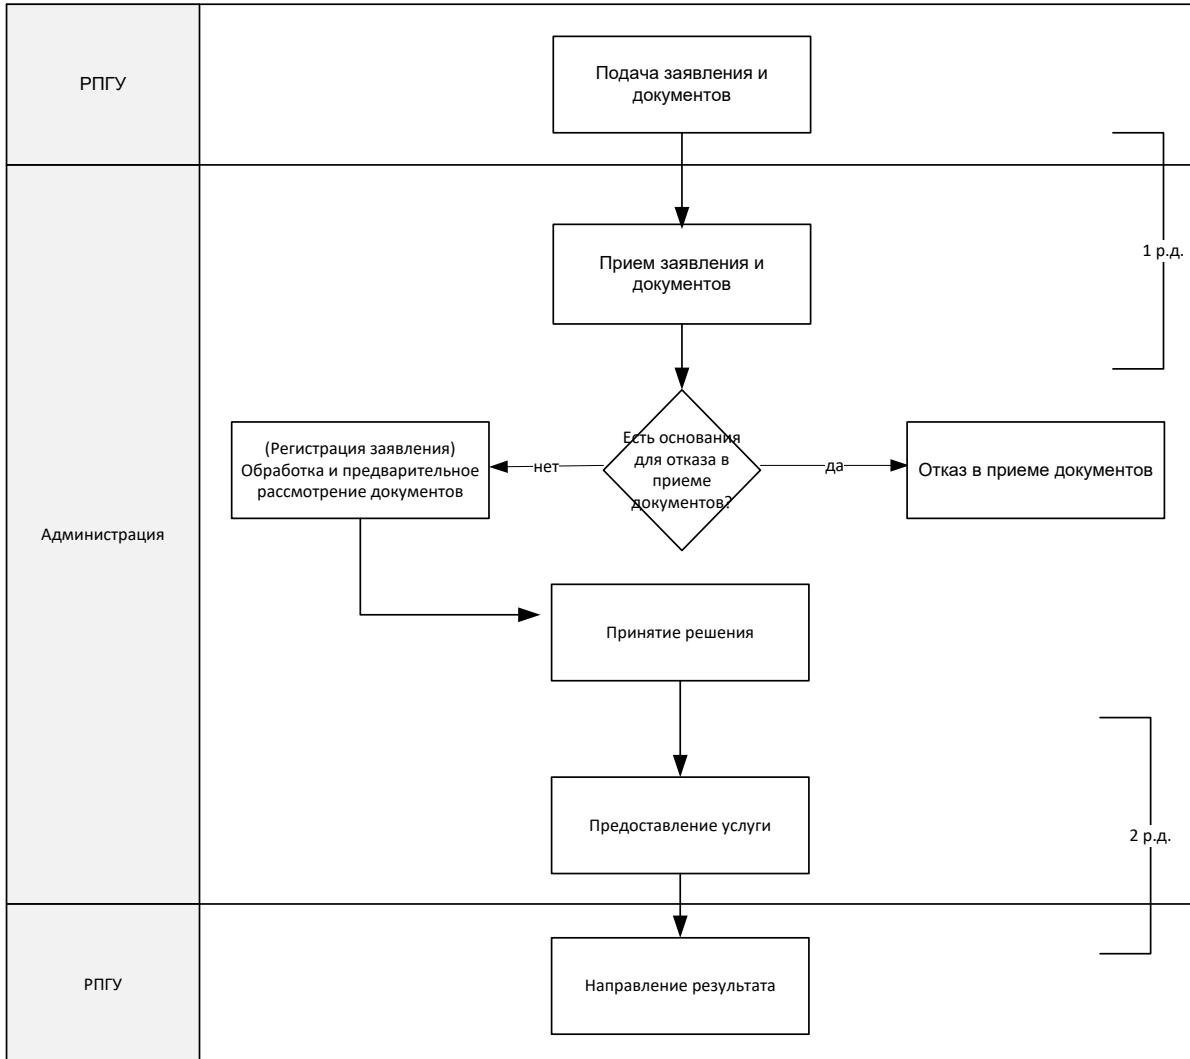 РПГУ
Подача заявления и
документов
Администрация
Прием заявления и
документов
1 р.д.
Есть основания
для отказа в
приеме
документов?
нет
да
(Регистрация заявления)
Обработка и предварительное
рассмотрение документов
Отказ в приеме документов
Принятие решения
Предоставление услуги
2 р.д.
РПГУ
Направление результата